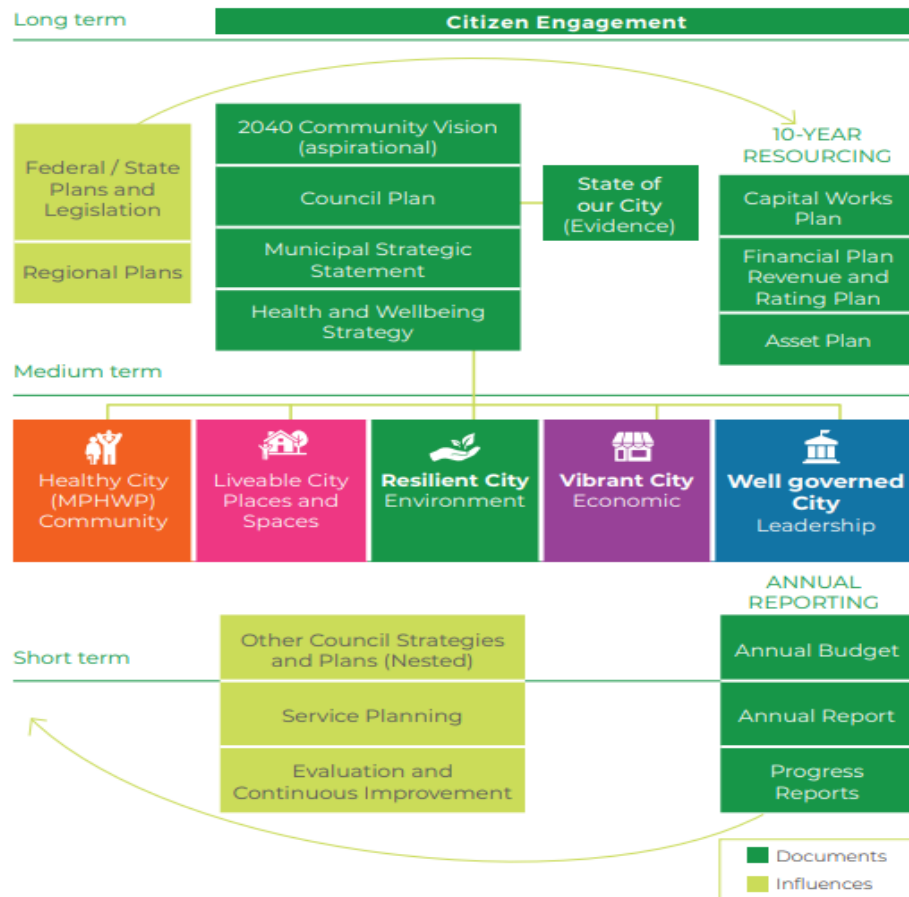 Long term
Citizen Engagement
Federal / State
Plans and
Legislation
Regional Plans
2040 Community Vision
(aspirational)
Council Plan
Municipal Strategic
Statement
Health and Wellbeing
Strategy
State of
our City
(Evidence)
10-YEAR
RESOURCING
Capital Works
Plan
Financial Plan
Revenue and
Rating Plan
Asset Plan
Medium term
Healthy City
(MPHWP)
Community
Liveable City
Places and
Spaces
Resilient City
Environment
Vibrant City
Economic
Well governed
City
Leadership
Short term
Other Council Strategies
and Plans (Nested)
Service Planning
Evaluation and
Continuous Improvement
ANNUAL
REPORTING
Annual Budget
Annual Report
Progress
Reports
Documents
Influences